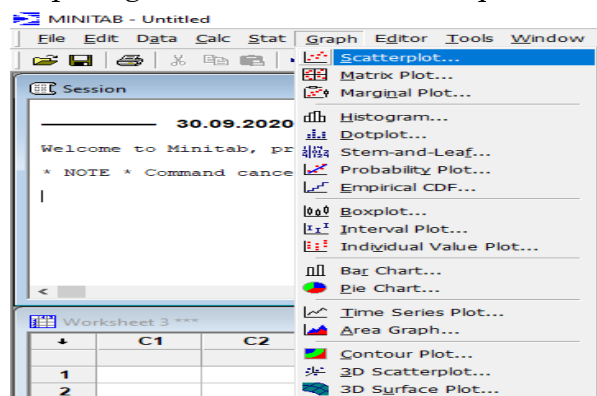 MINITAB - Untitled
File Edit Data Calc Stat Graph Editor Tools Window
Scatterplot...
Matrix Plot...
Marginal Plot...
Histogram...
Dotplot...
Stem-and-Leaf...
Probability Plot...
Empirical CDF...
Boxplot...
Interval Plot...
Individual Value Plot...
Bar Chart...
Pie Chart...
Time Series Plot...
Area Graph...
Contour Plot...
3D Scatterplot...
3D Surface Plot...
Session
30.09.2020
Welcome to Minitab, pr
* NOTE * Command cance
Worksheet 3 ***
C1 C2
1
2